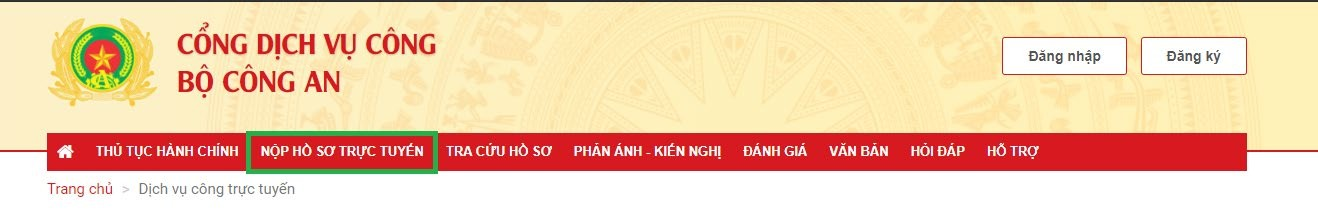 CỔNG DỊCH VỤ CÔNG
BỘ CÔNG AN
Đăng nhập Đăng ký
THỦ TỤC HÀNH CHÍNH NỘP HỒ SƠ TRỰC TUYẾN TRA CỨU HỒ SƠ PHẢN ÁNH - KIẾN NGHỊ ĐÁNH GIÁ VĂN BẢN HỎI ĐÁP HỖ TRỢ
Trang chủ > Dịch vụ công trực tuyến